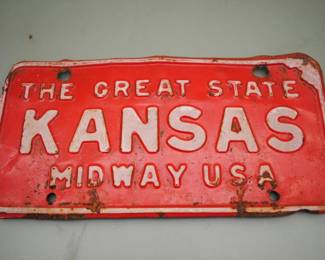 THE GREAT STATE
KANSAS
MIDWAY USA